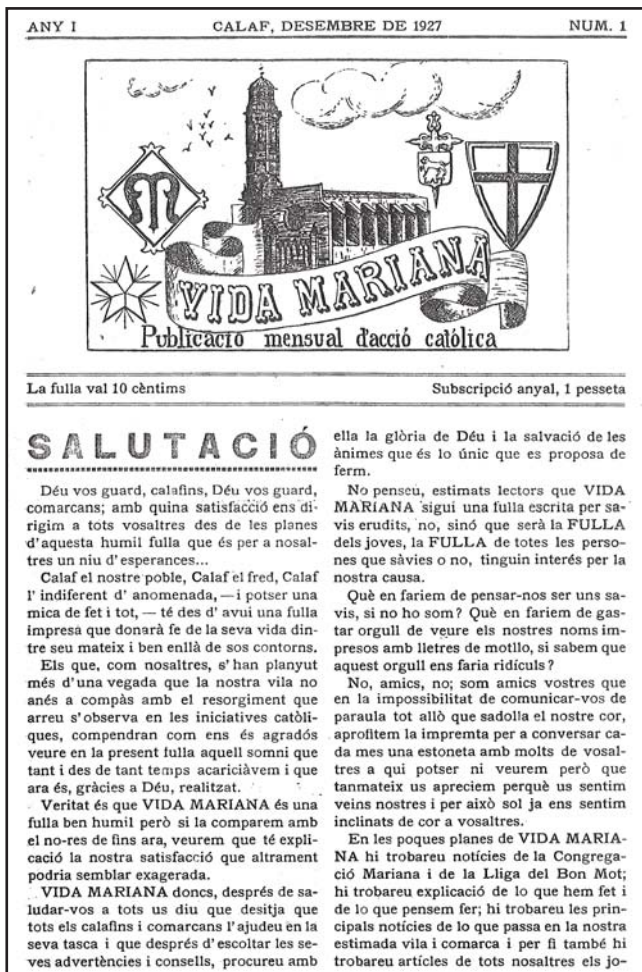 ANY I CALAF, DESEMBRE DE 1927 NUM. 1
VIDA MARIANA
Publicació mensual d'acció catòlica
La fulla val 10 cèntims Subscripció anyal, 1 pesseta
SALUTACIÓ
Déu vos guard, calafins, Déu vos guard,
comarcans; amb quina satisfacció ens di-
rigim a tots vosaltres des de les planes
d'aquesta humil fulla que és per a nosal-
tres un niu d'esperances...
Calaf el nostre poble, Calaf el fred, Calaf
l'indiferent d'anomenada, — i potser una
mica de fet i tot, — té des d'avui una fulla
impresa que donarà fe de la seva vida din-
tre seu mateix i ben enllà de sos contorns.
Els que, com nosaltres, s'han planyut
més d'una vegada que la nostra vila no
anés a compàs amb el resorgiment que
arreu s'observa en les iniciatives catòli-
ques, compendran com ens és agradós
veure en la present fulla aquell somni que
tant i des de tant temps acariciàvem i que
ara és, gràcies a Déu, realitzat.
Veritat és que VIDA MARIANA és una
fulla ben humil però si la comparem amb
el no-res de fins ara, veurem que té expli-
cació la nostra satisfacció que altrament
podria semblar exagerada.
VIDA MARIANA doncs, després de sa-
ludar-vos a tots us diu que desitja que
tots els calafins i comarcans l'ajudeu en la
seva tasca i que després d'escoltar les se-
ves advertències i consells, procureu amb
ella la glòria de Déu i la salvació de les
ànimes que és lo únic que es proposa de
ferm.
No penseu, estimats lectors que VIDA
MARIANA sigui una fulla escrita per sa-
vis erudits, no, sinó que serà la FULLA
dels joves, la FULLA de totes les perso-
nes que sàvies o no, tinguin interés per la
nostra causa.
Què en fariem de pensar-nos ser uns sa-
vis, si no ho som? Què en fariem de gas-
tar orgull de veure els nostres noms im-
presos amb lletres de motllo, si sabem que
aquest orgull ens faria ridículs?
No, amics, no; som amics vostres que
en la impossibilitat de comunicar-vos de
paraula tot allò que sadolla el nostre cor,
aprofitem la impremta per a conversar ca-
da mes una estoneta amb molts de vosal-
tres a qui potser ni veurem però que
tanmateix us apreciem perquè us sentim
veins nostres i per això sol ja ens sentim
inclinats de cor a vosaltres.
En les poques planes de VIDA MARIA-
NA hi trobareu notícies de la Congrega-
ció Mariana i de la Lliga del Bon Mot;
hi trobareu explicació de lo que hem fet i
de lo que pensem fer; hi trobareu les prin-
cipals notícies de lo que passa en la nostra
estimada vila i comarca i per fi també hi
trobareu artícles de tots nosaltres els jo-